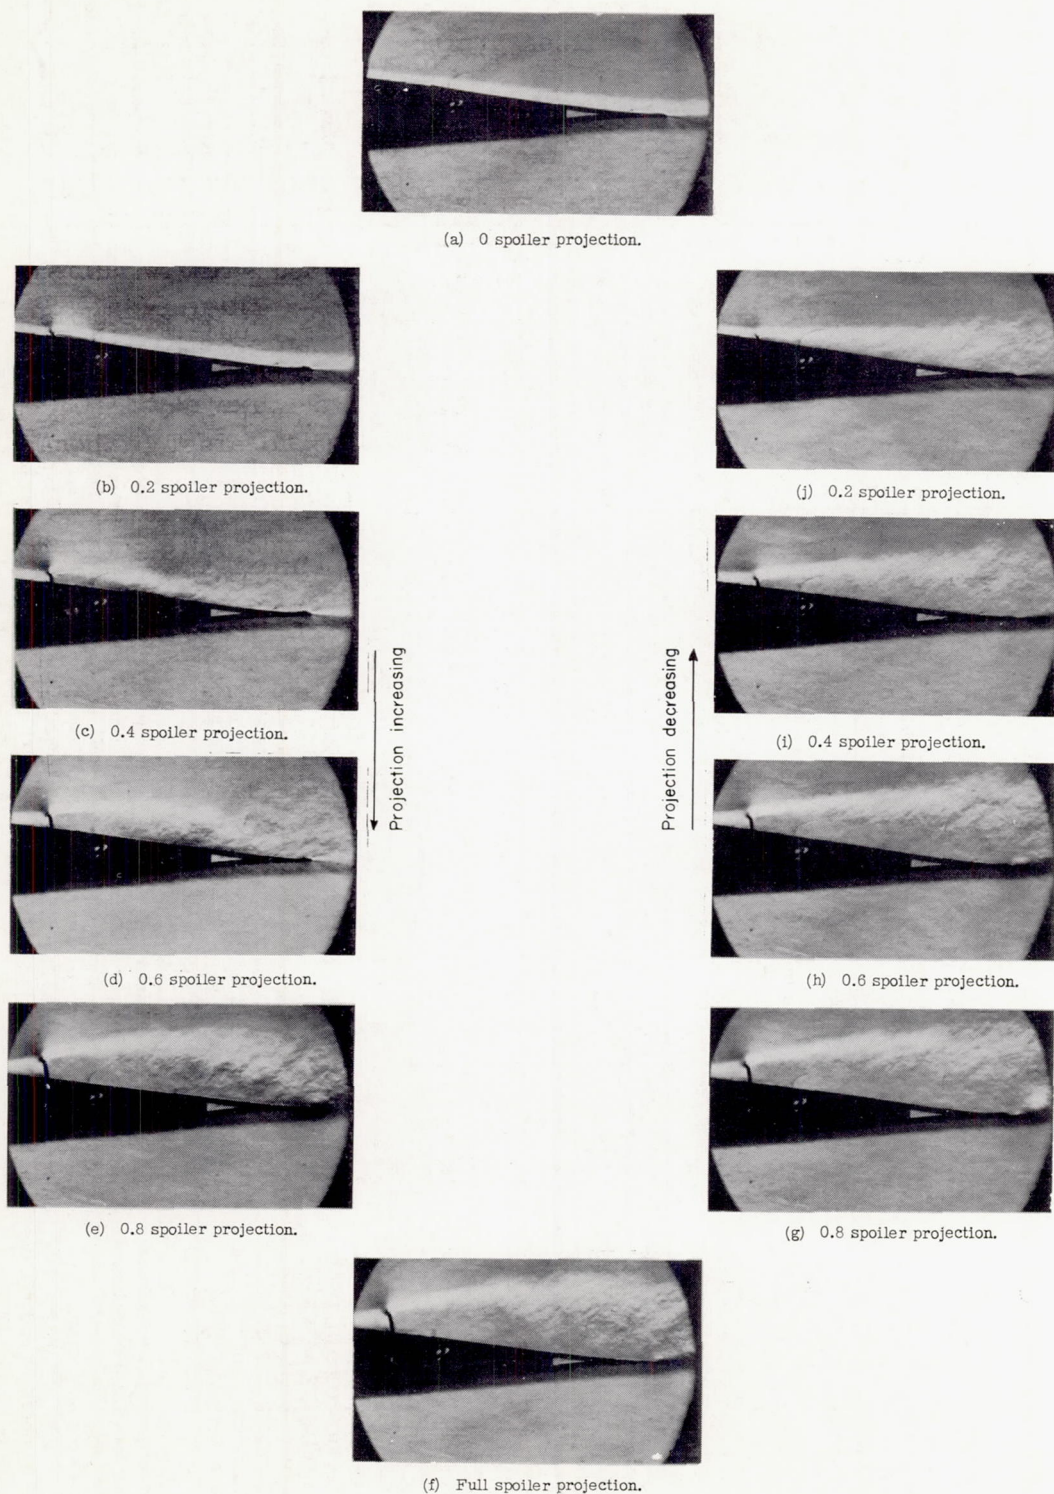 (a) 0 spoiler projection.
(b) 0.2 spoiler projection.
(j) 0.2 spoiler projection.
(c) 0.4 spoiler projection.
(i) 0.4 spoiler projection.
Projection increasing
Projection decreasing
(d) 0.6 spoiler projection.
(h) 0.6 spoiler projection.
(e) 0.8 spoiler projection.
(g) 0.8 spoiler projection.
(f) Full spoiler projection.